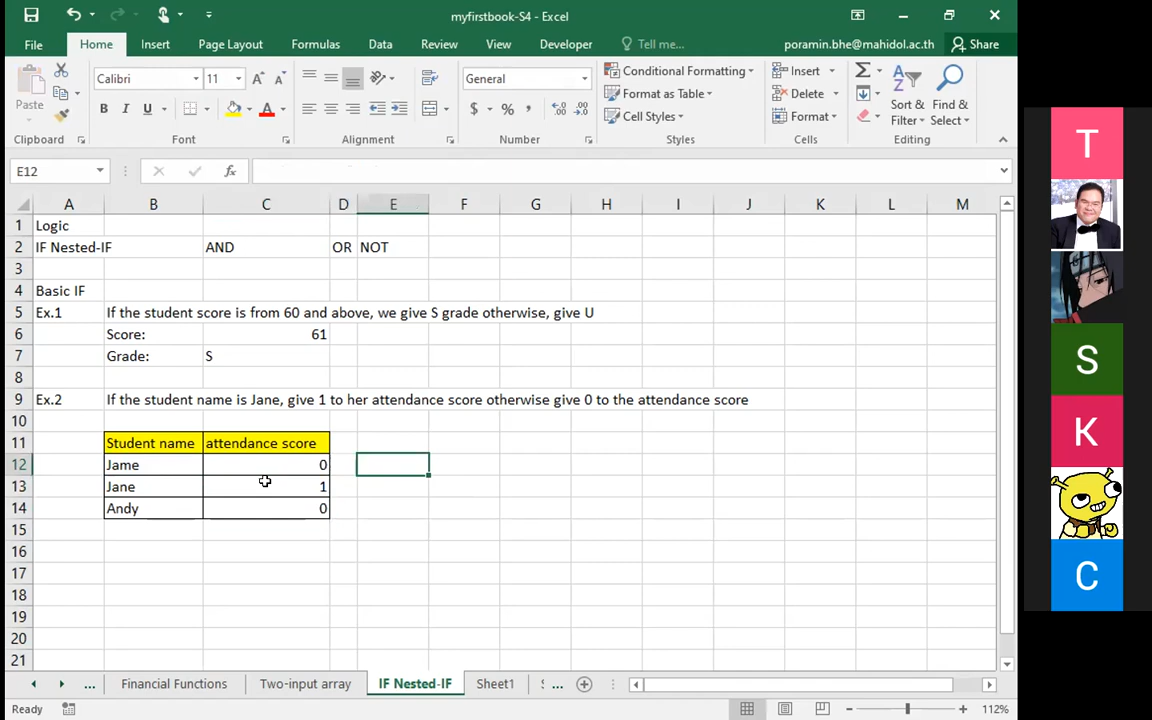 myfirstbook-S4 - Excel
File Home Insert Page Layout Formulas Data Review View Developer Tell me... poramin.bhe@mahidol.ac.th Share
Paste
Calibri 11
B I U A
General
$ % ,
Conditional Formatting
Format as Table
Cell Styles
Insert
Delete
Format
Sort & Filter
Find & Select
Clipboard Font Alignment Number Styles Cells Editing
E12 fx
A B C D E F G H I J K L M
1 Logic
2 IF Nested-IF AND OR NOT
3
4 Basic IF
5 Ex.1 If the student score is from 60 and above, we give S grade otherwise, give U
6 Score: 61
7 Grade: S
8
9 Ex.2 If the student name is Jane, give 1 to her attendance score otherwise give 0 to the attendance score
10
11 Student name attendance score
12 Jame 0
13 Jane 1
14 Andy 0
15
16
17
18
19
20
21
... Financial Functions Two-input array IF Nested-IF Sheet1 ...
Ready 112%
T
S
K
C